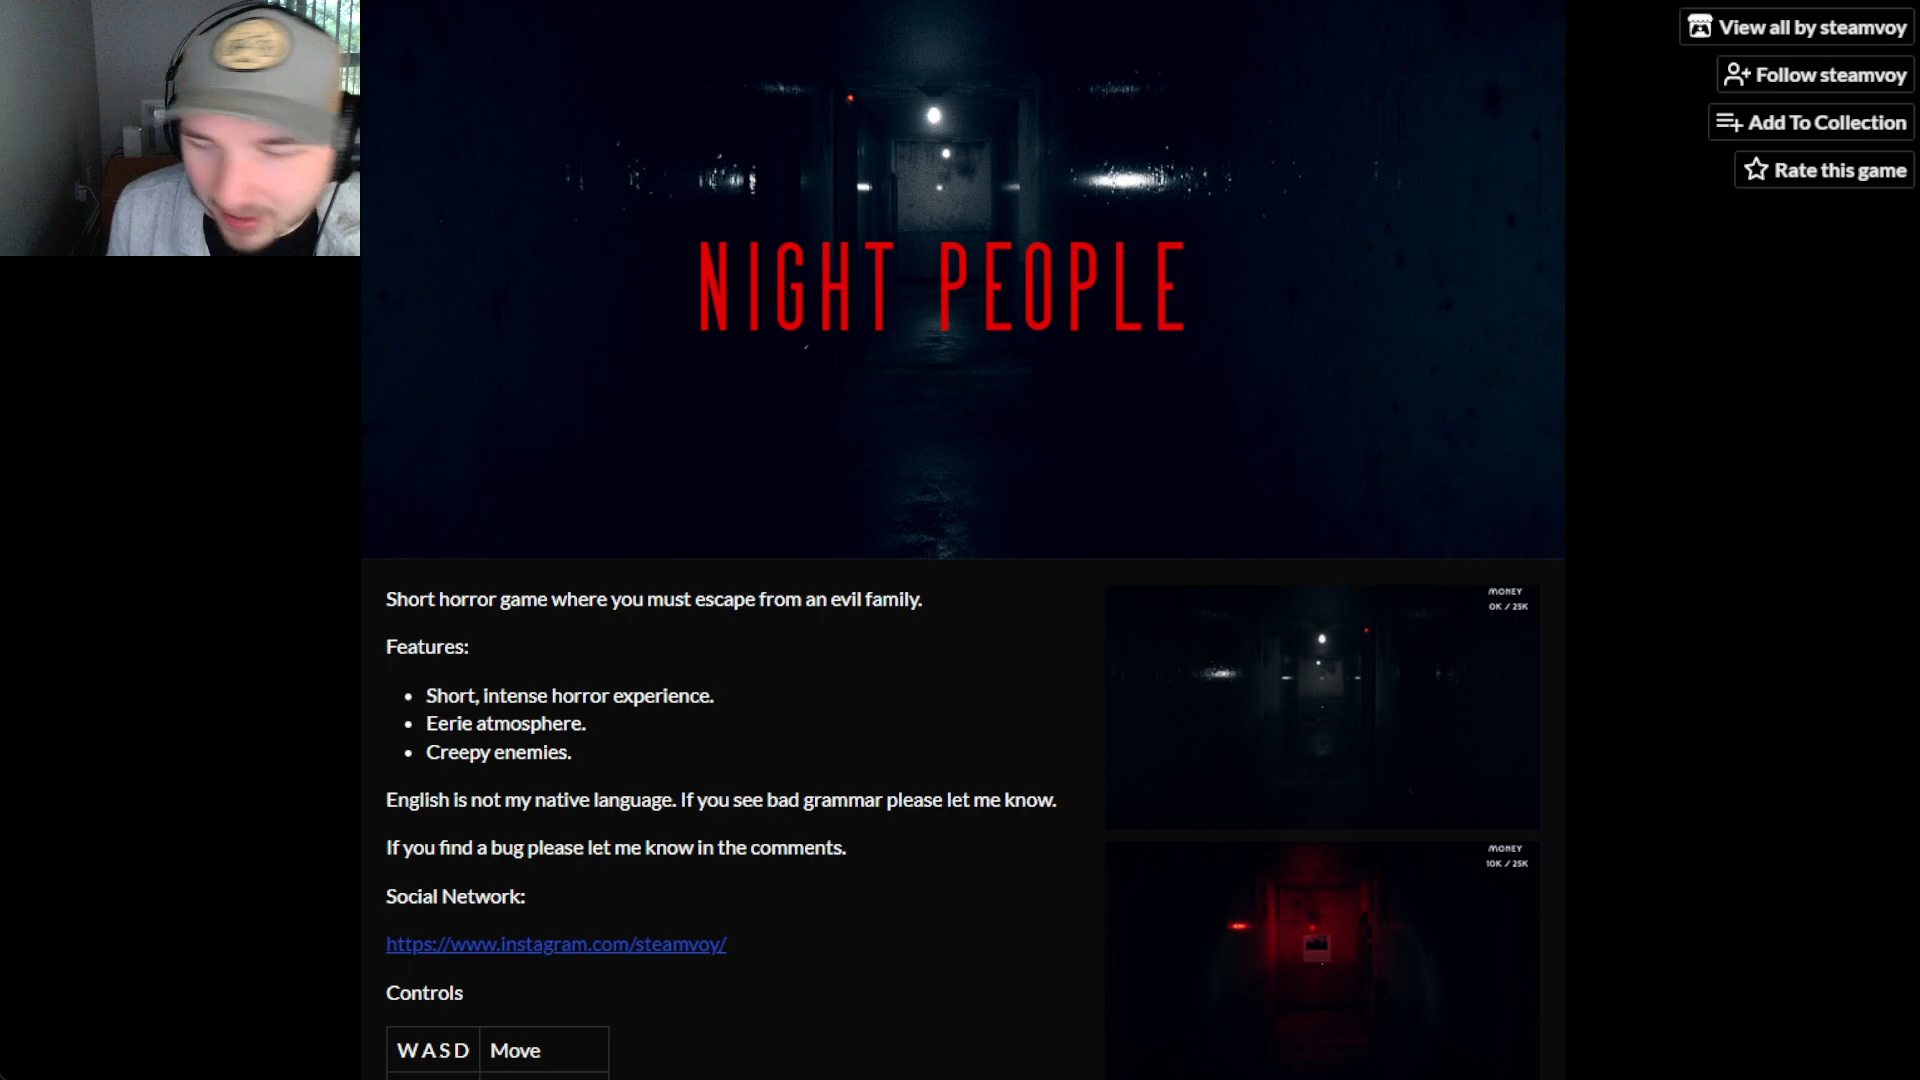 View all by steamvoy
Follow steamvoy
Add To Collection
Rate this game
NIGHT PEOPLE
Short horror game where you must escape from an evil family.
Features:
• Short, intense horror experience.
• Eerie atmosphere.
• Creepy enemies.
English is not my native language. If you see bad grammar please let me know.
If you find a bug please let me know in the comments.
Social Network:
https://www.instagram.com/steamvoy/
Controls
W A S D Move
MONEY
0K / 25K
MONEY
10K / 25K